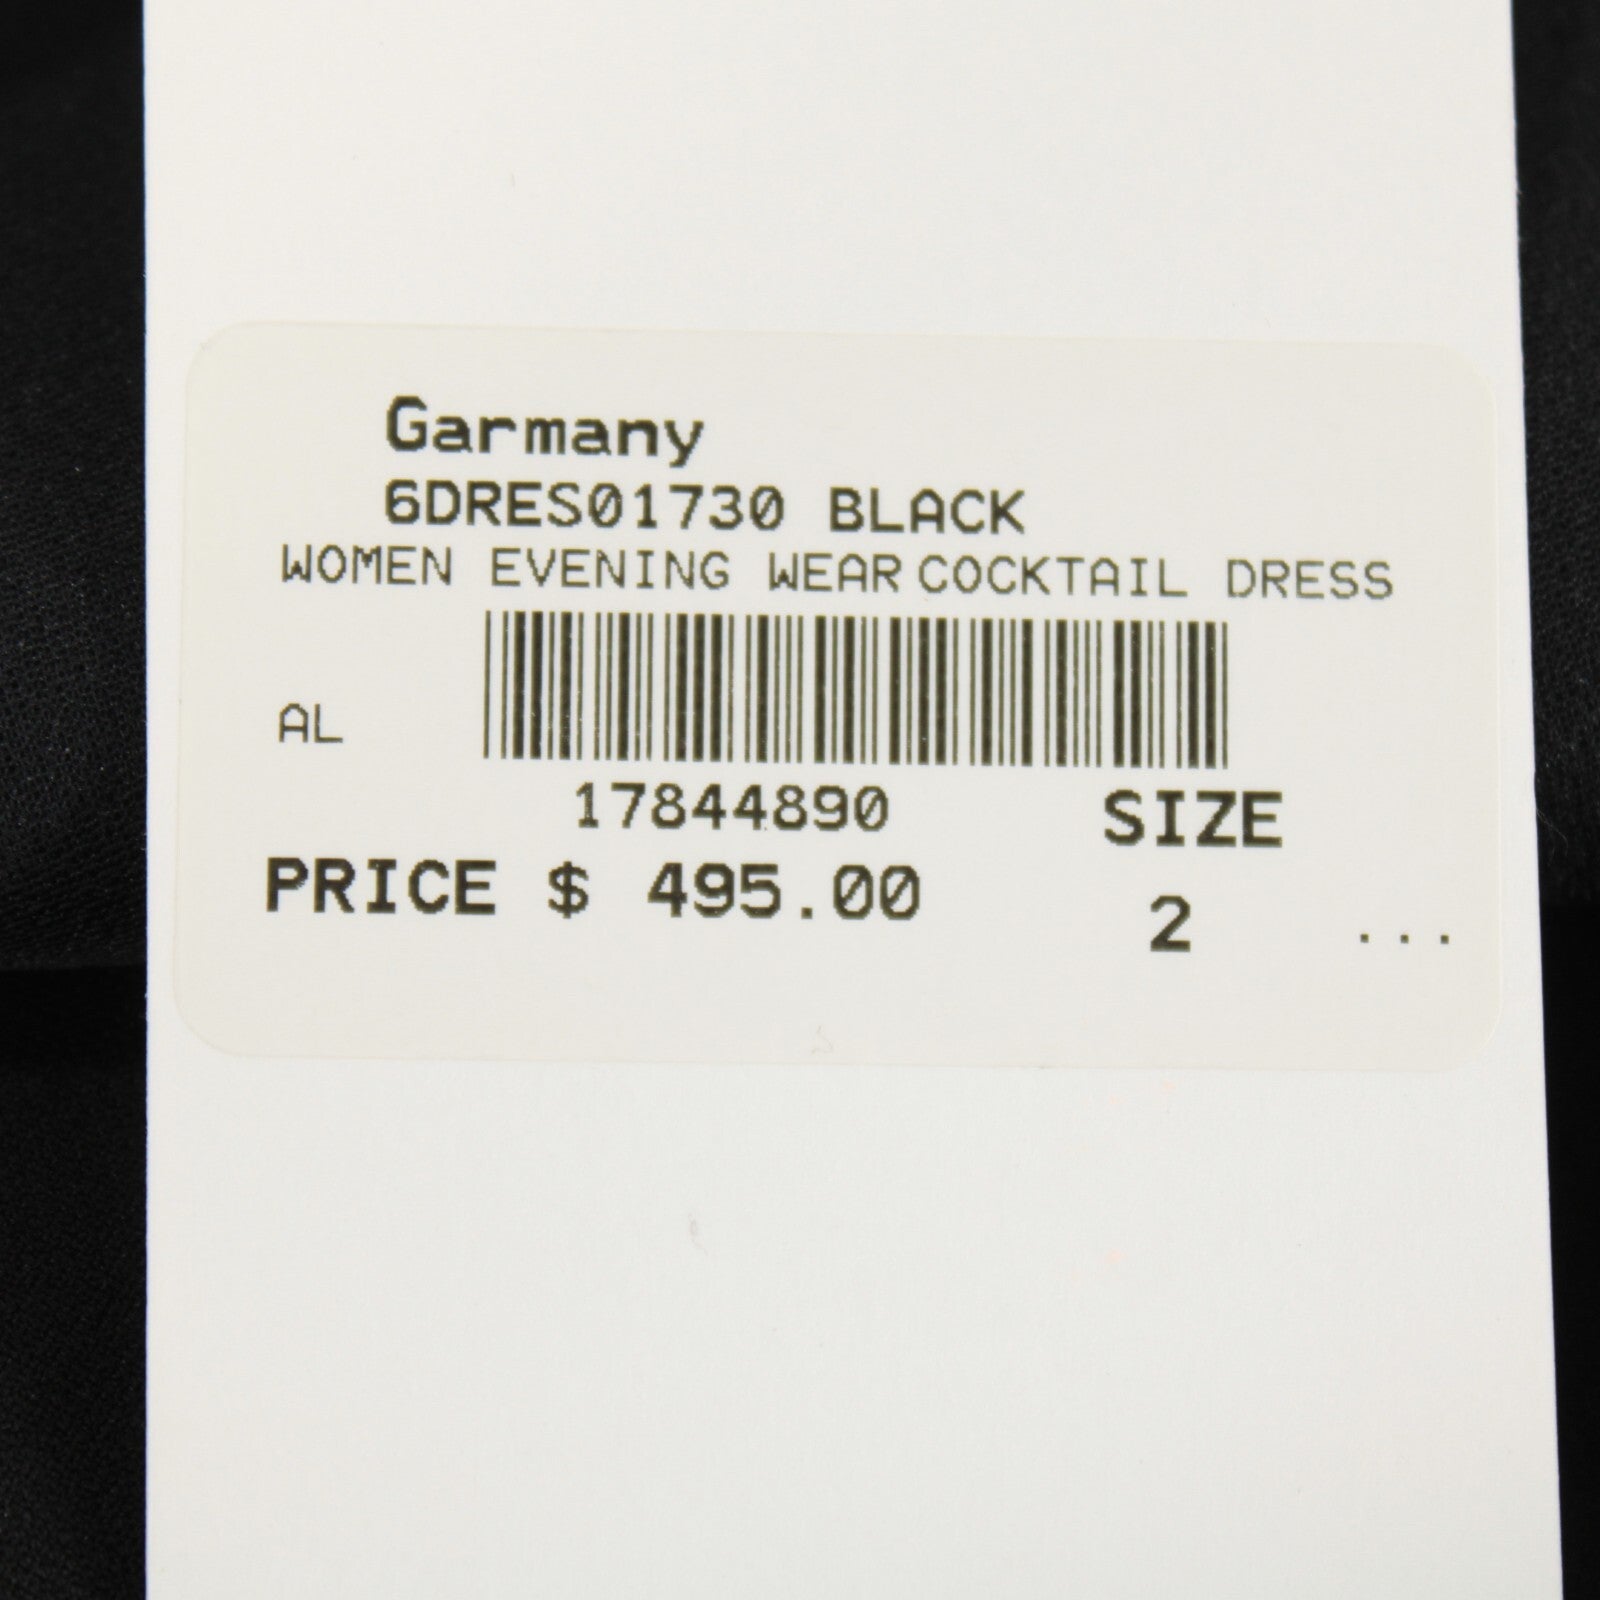 Garmany
6DRES01730 BLACK
WOMEN EVENING WEAR COCKTAIL DRESS
AL
17844890
SIZE
PRICE $ 495.00
2 ...